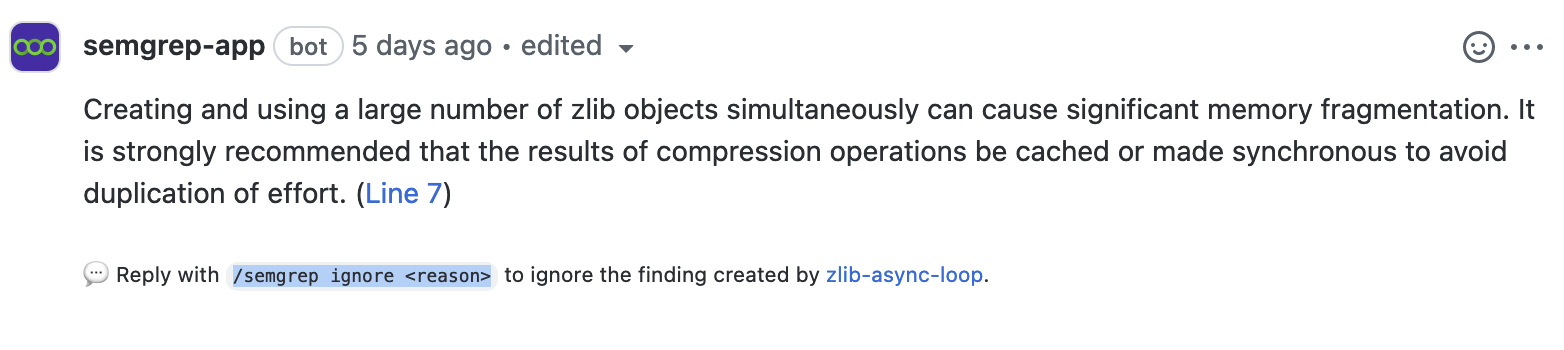 semgrep-app bot 5 days ago • edited
Creating and using a large number of zlib objects simultaneously can cause significant memory fragmentation. It
is strongly recommended that the results of compression operations be cached or made synchronous to avoid
duplication of effort. (Line 7)
Reply with /semgrep ignore <reason> to ignore the finding created by zlib-async-loop.